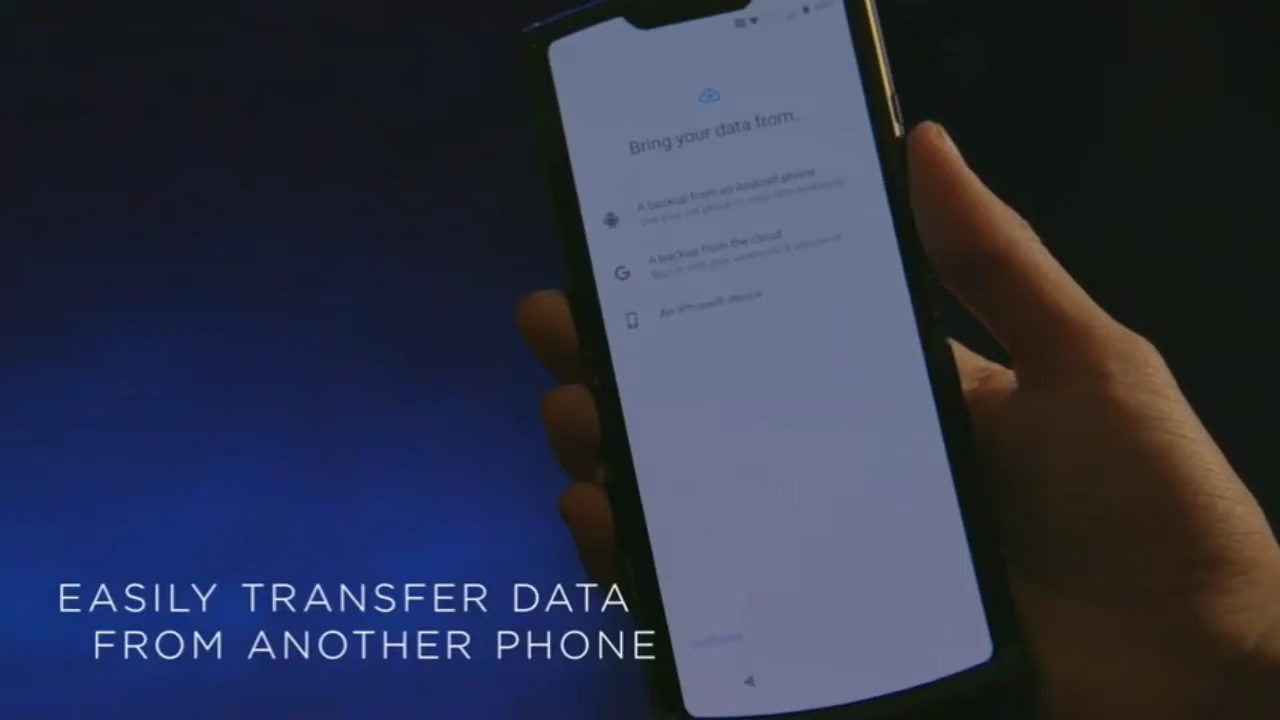 Bring your data from...
A backup from an Android phone
A backup from the cloud
An iPhone® device
EASILY TRANSFER DATA
FROM ANOTHER PHONE